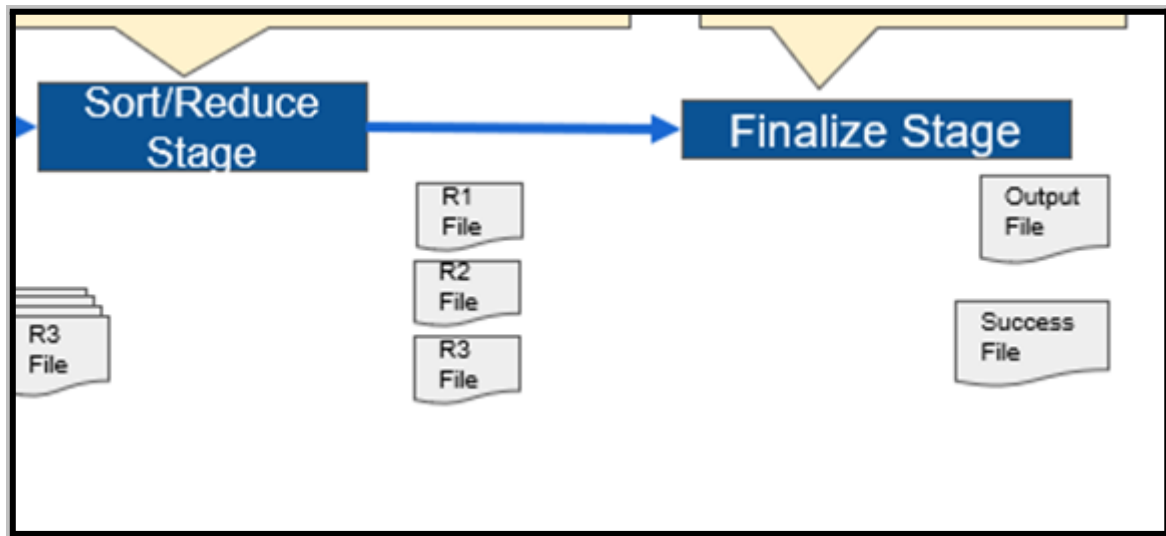 Sort/Reduce
Stage
Finalize Stage
R1
File
R2
File
R3
File
R3
File
Output
File
Success
File